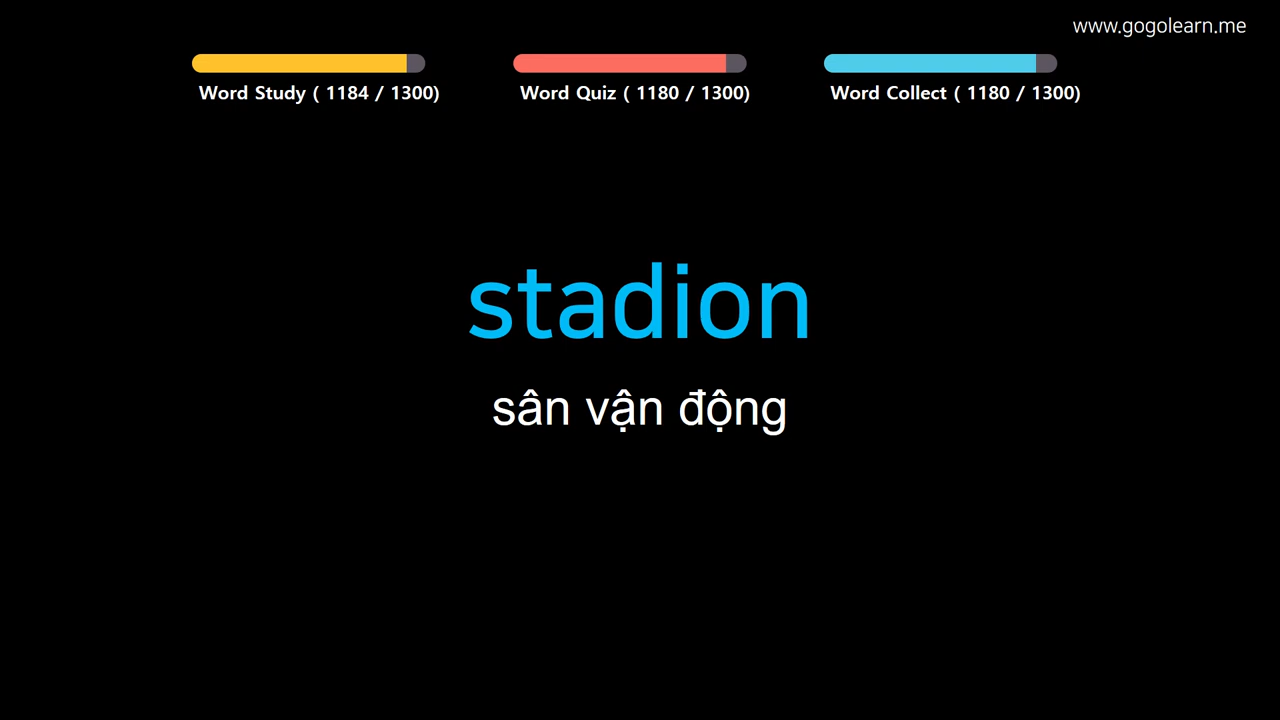 www.gogolearn.me
Word Study ( 1184 / 1300)
Word Quiz ( 1180 / 1300)
Word Collect ( 1180 / 1300)
stadion
sân vận động